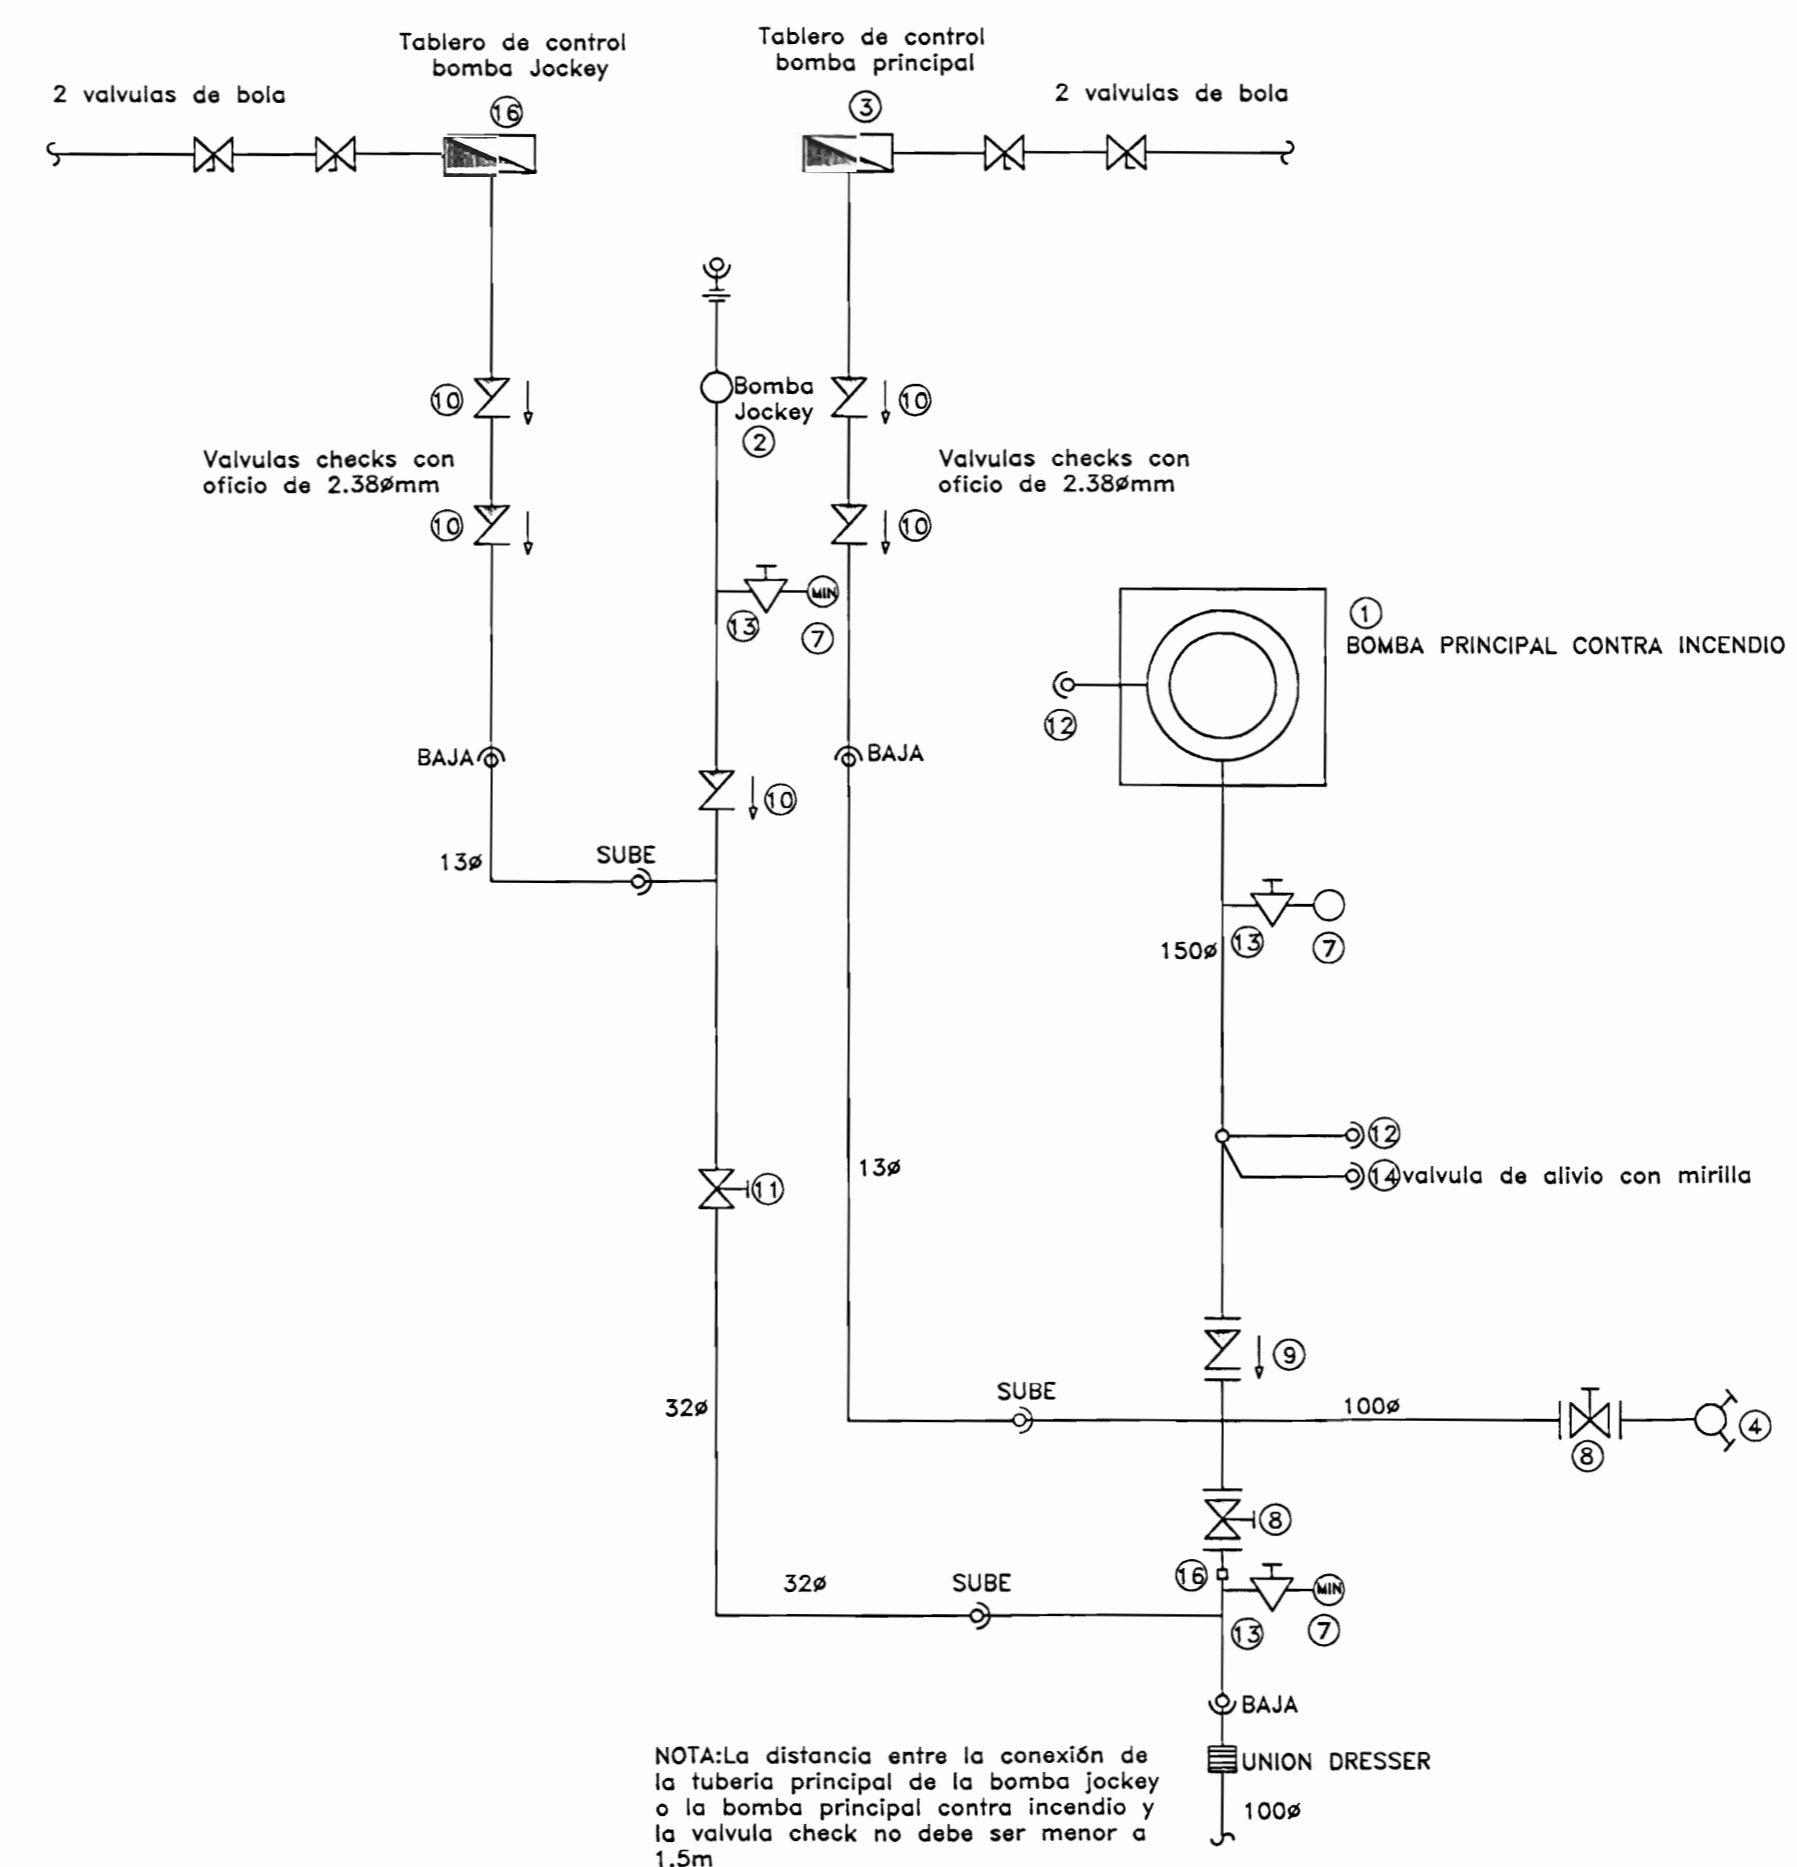 Tablero de control
bomba Jockey
16
Tablero de control
bomba principal
3
2 valvulas de bola
2 valvulas de bola
10
Bomba
Jockey
2
10
Valvulas checks con
oficio de 2.38ømm
Valvulas checks con
oficio de 2.38ømm
10
10
MIN
13
7
1
BOMBA PRINCIPAL CONTRA INCENDIO
12
BAJA
BAJA
10
13ø
SUBE
150ø
13
7
12
14 valvula de alivio con mirilla
13ø
11
9
32ø
SUBE
100ø
4
8
8
16
MIN
32ø
SUBE
13
7
BAJA
UNION DRESSER
100ø
NOTA:La distancia entre la conexión de
la tuberia principal de la bomba jockey
o la bomba principal contra incendio y
la valvula check no debe ser menor a
1.5m